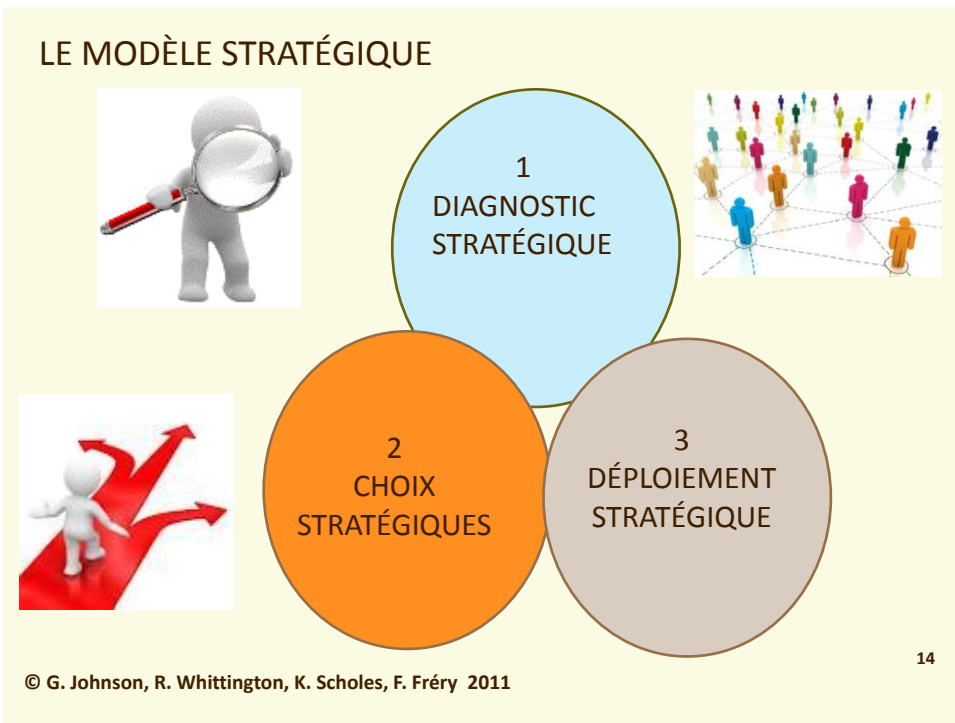 LE MODÈLE STRATÉGIQUE
1
DIAGNOSTIC
STRATÉGIQUE
2
CHOIX
STRATÉGIQUES
3
DÉPLOIEMENT
STRATÉGIQUE
14
© G. Johnson, R. Whittington, K. Scholes, F. Fréry 2011